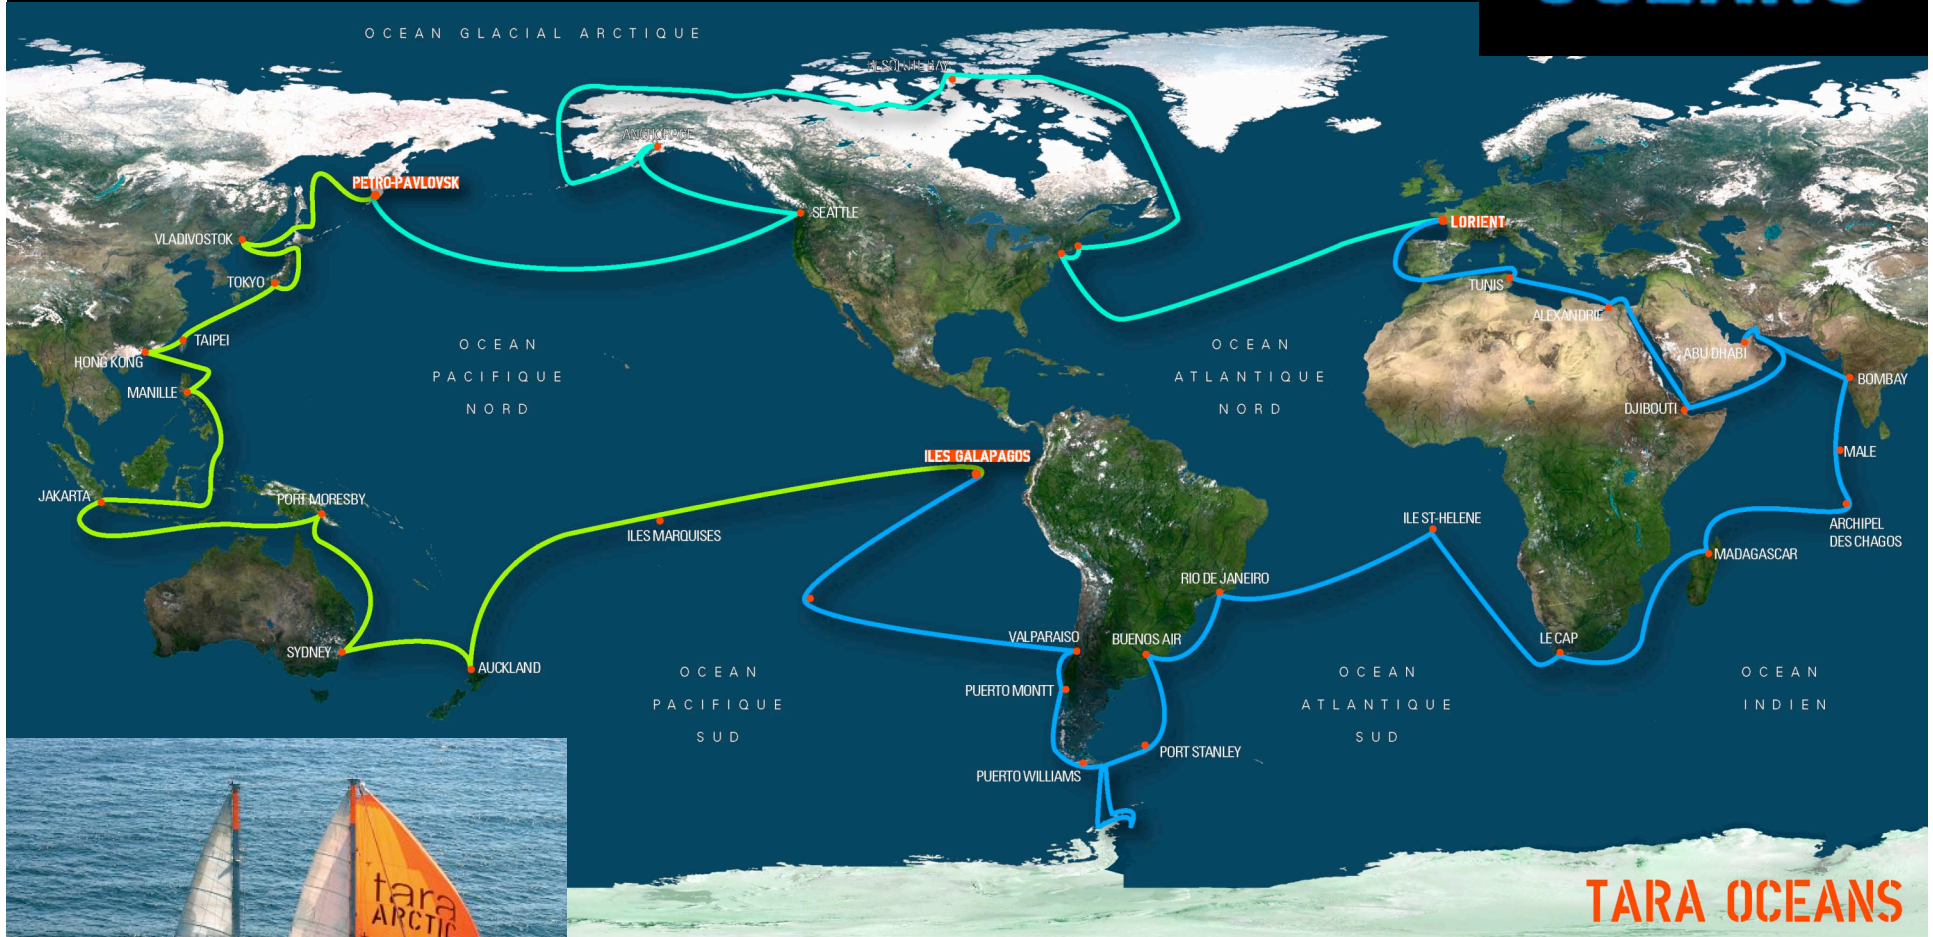 OCEAN GLACIAL ARCTIQUE
RESOLUTE BAY
ANCHORAGE
PETRO-PAVLOVSK
SEATTLE
LORIENT
VLADIVOSTOK
TOKYO
TUNIS
ALEXANDRIE
TAIPEI
HONG KONG
MANILLE
OCEAN
PACIFIQUE
NORD
OCEAN
ATLANTIQUE
NORD
ABU DHABI
BOMBAY
DJIBOUTI
MALE
ILES GALAPAGOS
JAKARTA
PORT MORESBY
ILES MARQUISES
ILE ST-HELENE
ARCHIPEL
DES CHAGOS
MADAGASCAR
RIO DE JANEIRO
VALPARAISO
BUENOS AIR
LE CAP
SYDNEY
AUCKLAND
OCEAN
PACIFIQUE
SUD
PUERTO MONTT
OCEAN
ATLANTIQUE
SUD
OCEAN
INDIEN
PORT STANLEY
PUERTO WILLIAMS
tara
ARCTIC
TARA OCEANS